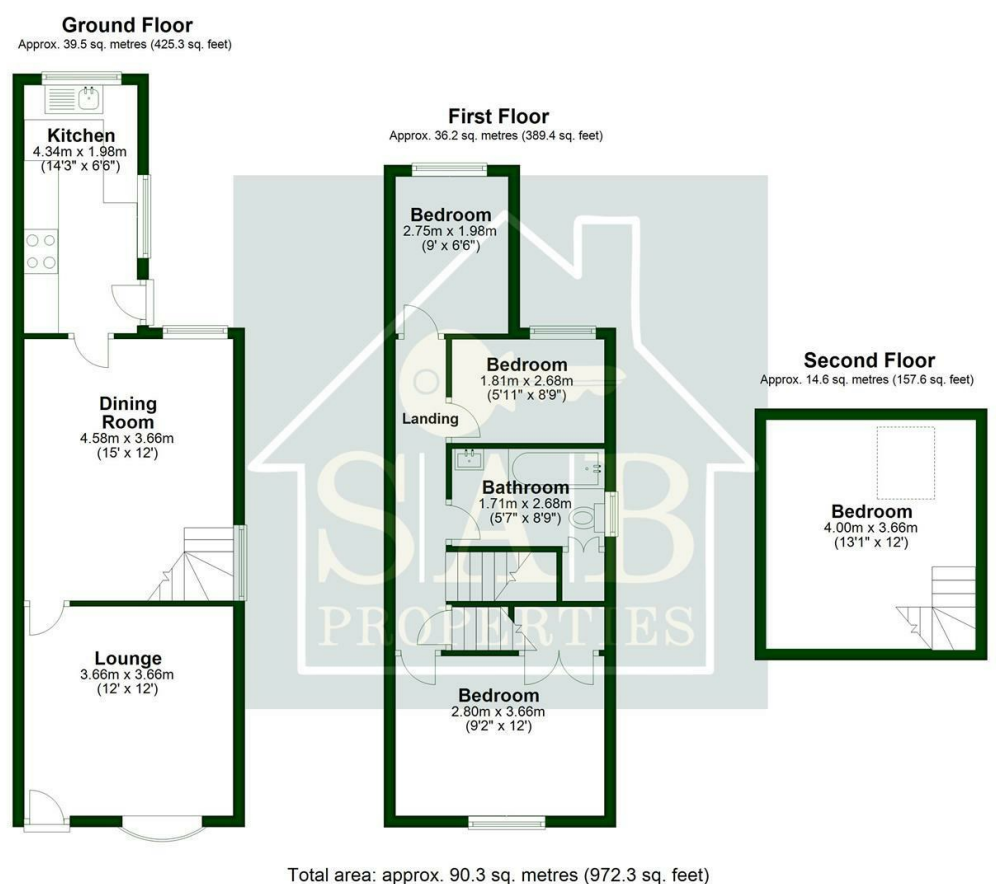 Ground Floor
Approx. 39.5 sq. metres (425.3 sq. feet)
Kitchen
4.34m x 1.98m
(14'3" x 6'6")
Dining
Room
4.58m x 3.66m
(15' x 12')
Lounge
3.66m x 3.66m
(12' x 12')
First Floor
Approx. 36.2 sq. metres (389.4 sq. feet)
Bedroom
2.75m x 1.98m
(9' x 6'6")
Bedroom
1.81m x 2.68m
(5'11" x 8'9")
Landing
Bathroom
1.71m x 2.68m
(5'7" x 8'9")
Bedroom
2.80m x 3.66m
(9'2" x 12')
SAB
PROPERTIES
Second Floor
Approx. 14.6 sq. metres (157.6 sq. feet)
Bedroom
4.00m x 3.66m
(13'1" x 12')
Total area: approx. 90.3 sq. metres (972.3 sq. feet)